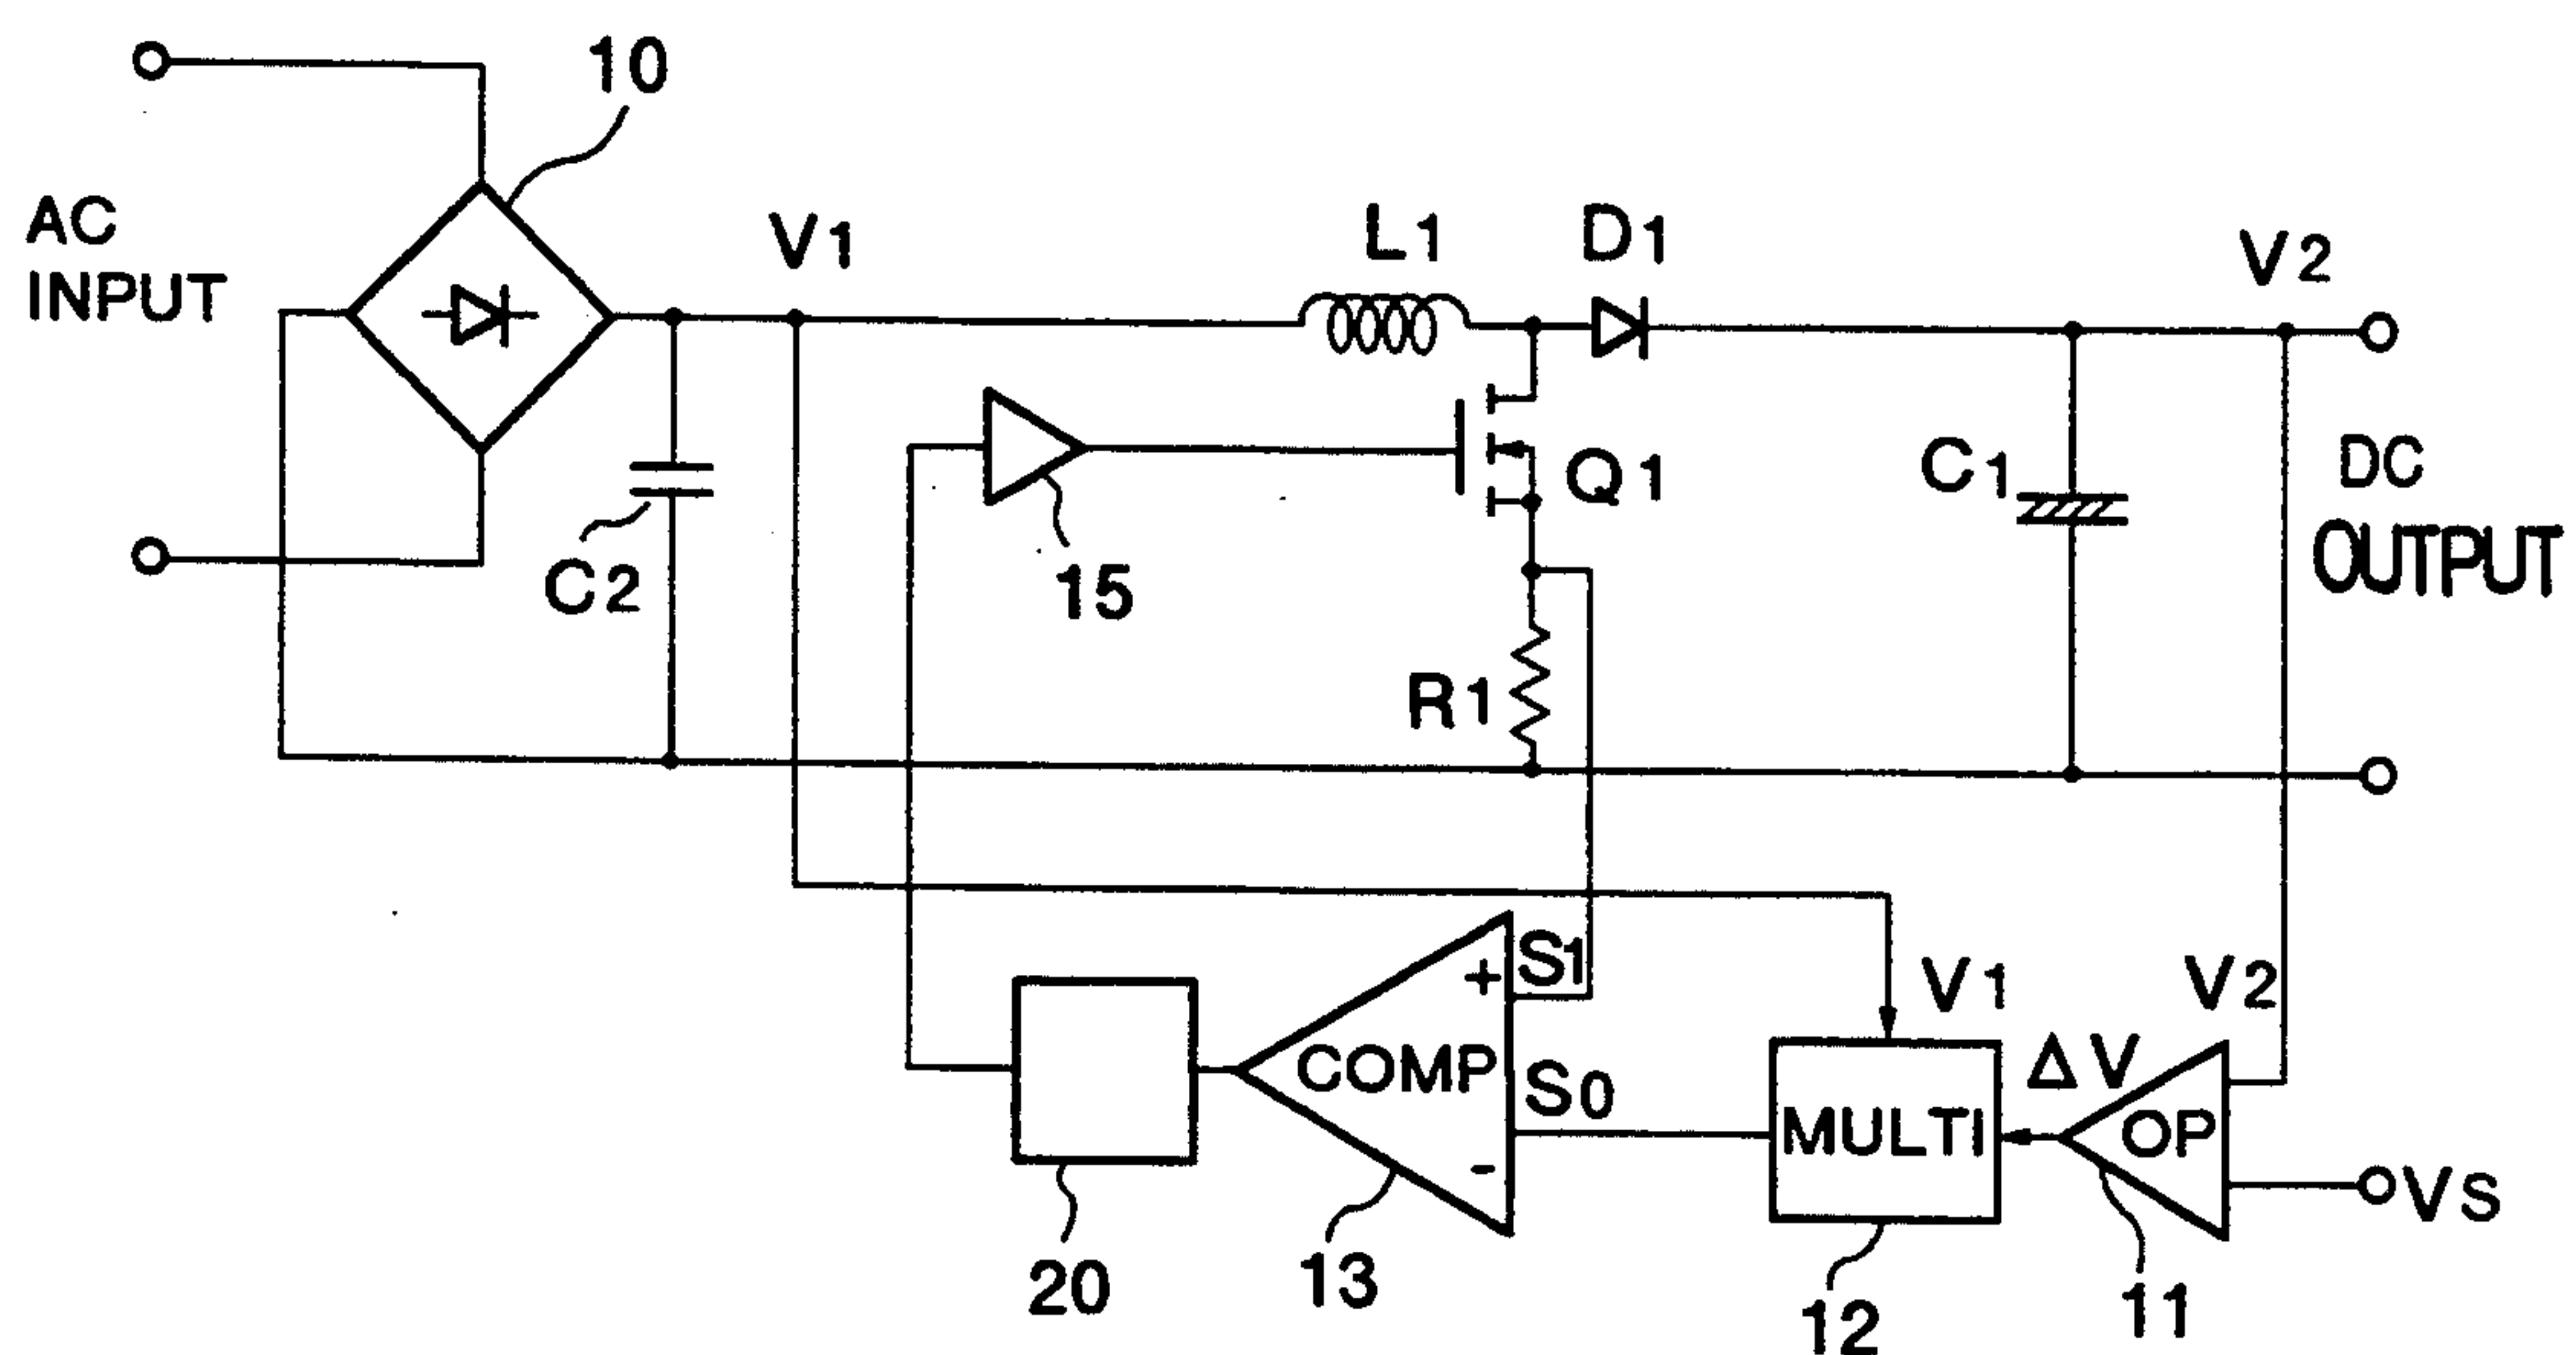 10
AC
INPUT
V1
L1
D1
V2
C2
15
Q1
C1
DC
OUTPUT
R1
S1
+
COMP
S0
-
V1
V2
ΔV
MULTI
OP
VS
20
13
12
11